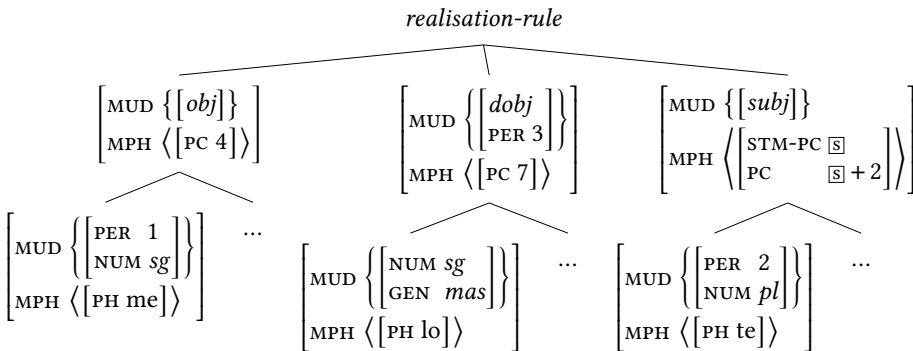 realisation-rule
[MUD {[obj]}
MPH ⟨[PC 4]⟩]
[MUD {[dobj
PER 3]}
MPH ⟨[PC 7]⟩]
[MUD {[subj]}
MPH ⟨[STM-PC s
PC s + 2]⟩]
[MUD {[PER 1
NUM sg]}
MPH ⟨[PH me]⟩]
...
[MUD {[NUM sg
GEN mas]}
MPH ⟨[PH lo]⟩]
...
[MUD {[PER 2
NUM pl]}
MPH ⟨[PH te]⟩]
...